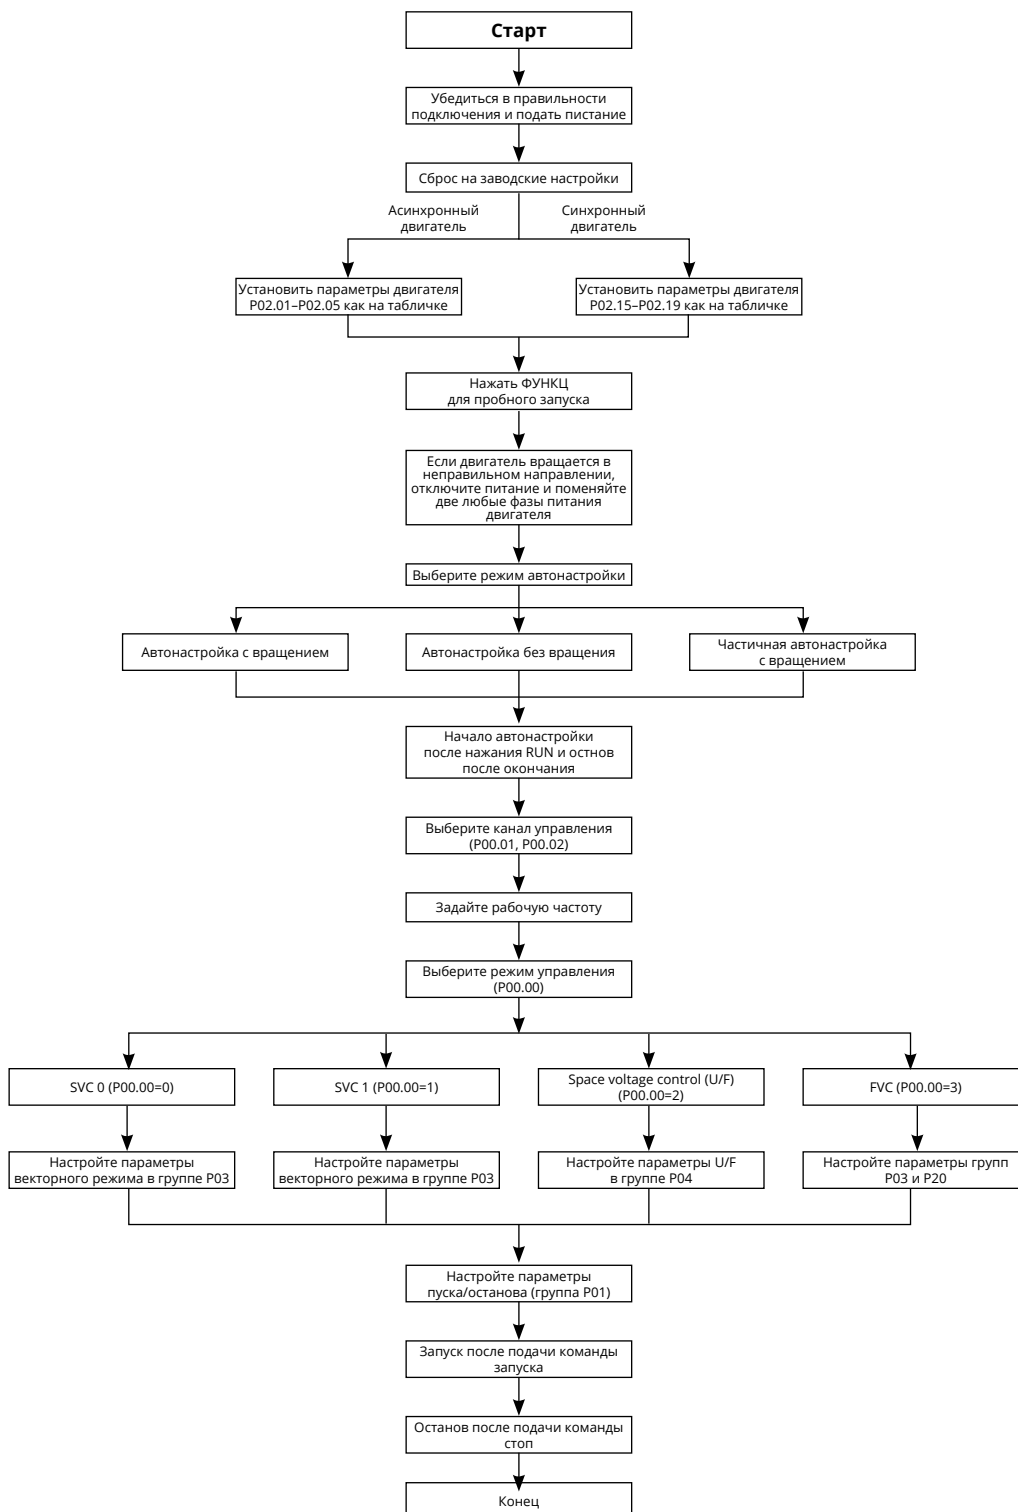 Старт
Убедиться в правильности
подключения и подать пистание
Сброс на заводские настройки
Асинхронный
двигатель
Синхронный
двигатель
Установить параметры двигателя
P02.01–P02.05 как на табличке
Установить параметры двигателя
P02.15–P02.19 как на табличке
Нажать ФУНКЦ
для пробного запуска
Если двигатель вращается в
неправильном направлении,
отключите питание и поменяйте
две любые фазы питания
двигателя
Выберите режим автонастройки
Автонастройка с вращением
Автонастройка без вращения
Частичная автонастройка
с вращением
Начало автонастройки
после нажания RUN и остнов
после окончания
Выберите канал управления
(P00.01, P00.02)
Задайте рабочую частоту
Выберите режим управления
(P00.00)
SVC 0 (P00.00=0)
SVC 1 (P00.00=1)
Space voltage control (U/F)
(P00.00=2)
FVC (P00.00=3)
Настройте параметры
векторного режима в группе P03
Настройте параметры
векторного режима в группе P03
Настройте параметры U/F
в группе P04
Настройте параметры групп
P03 и P20
Настройте параметры
пуска/останова (группа P01)
Запуск после подачи команды
запуска
Останов после подачи команды
стоп
Конец